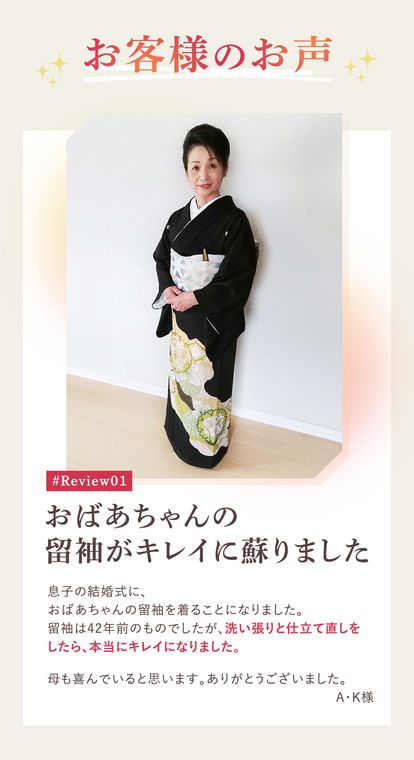 お客様のお声
#Review01
おばあちゃんの
留袖がキレイに蘇りました
息子の結婚式に、
おばあちゃんの留袖を着ることになりました。
留袖は42年前のものでしたが、洗い張りと仕立て直しを
したら、本当にキレイになりました。
母も喜んでいると思います。ありがとうございました。
A・K様